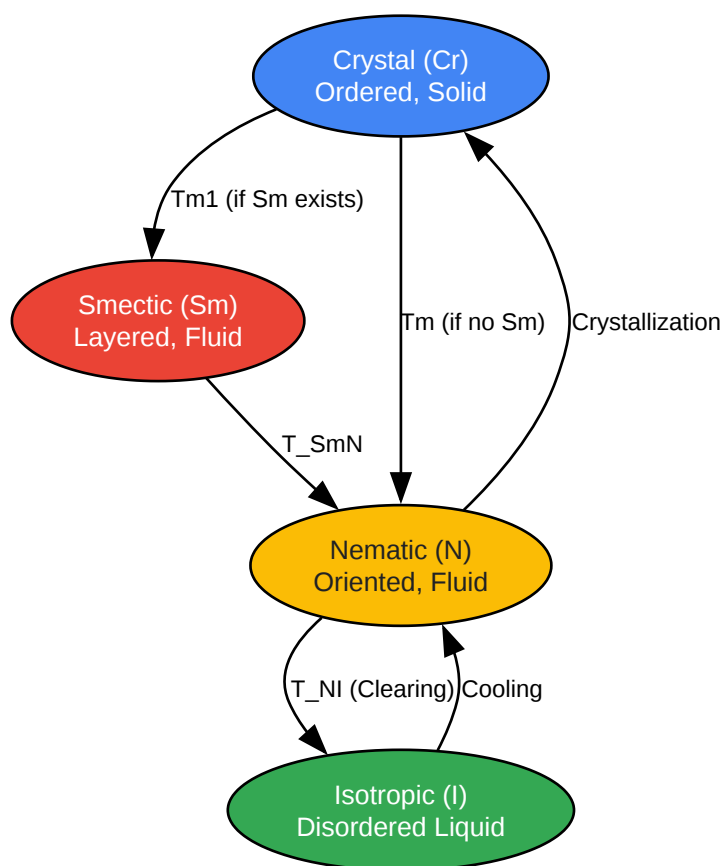 Crystal (Cr)
Ordered, Solid
Tm1 (if Sm exists)
Smectic (Sm)
Layered, Fluid
Tm (if no Sm)
Crystallization
T_SmN
Nematic (N)
Oriented, Fluid
T_NI (Clearing)
Cooling
Isotropic (I)
Disordered Liquid